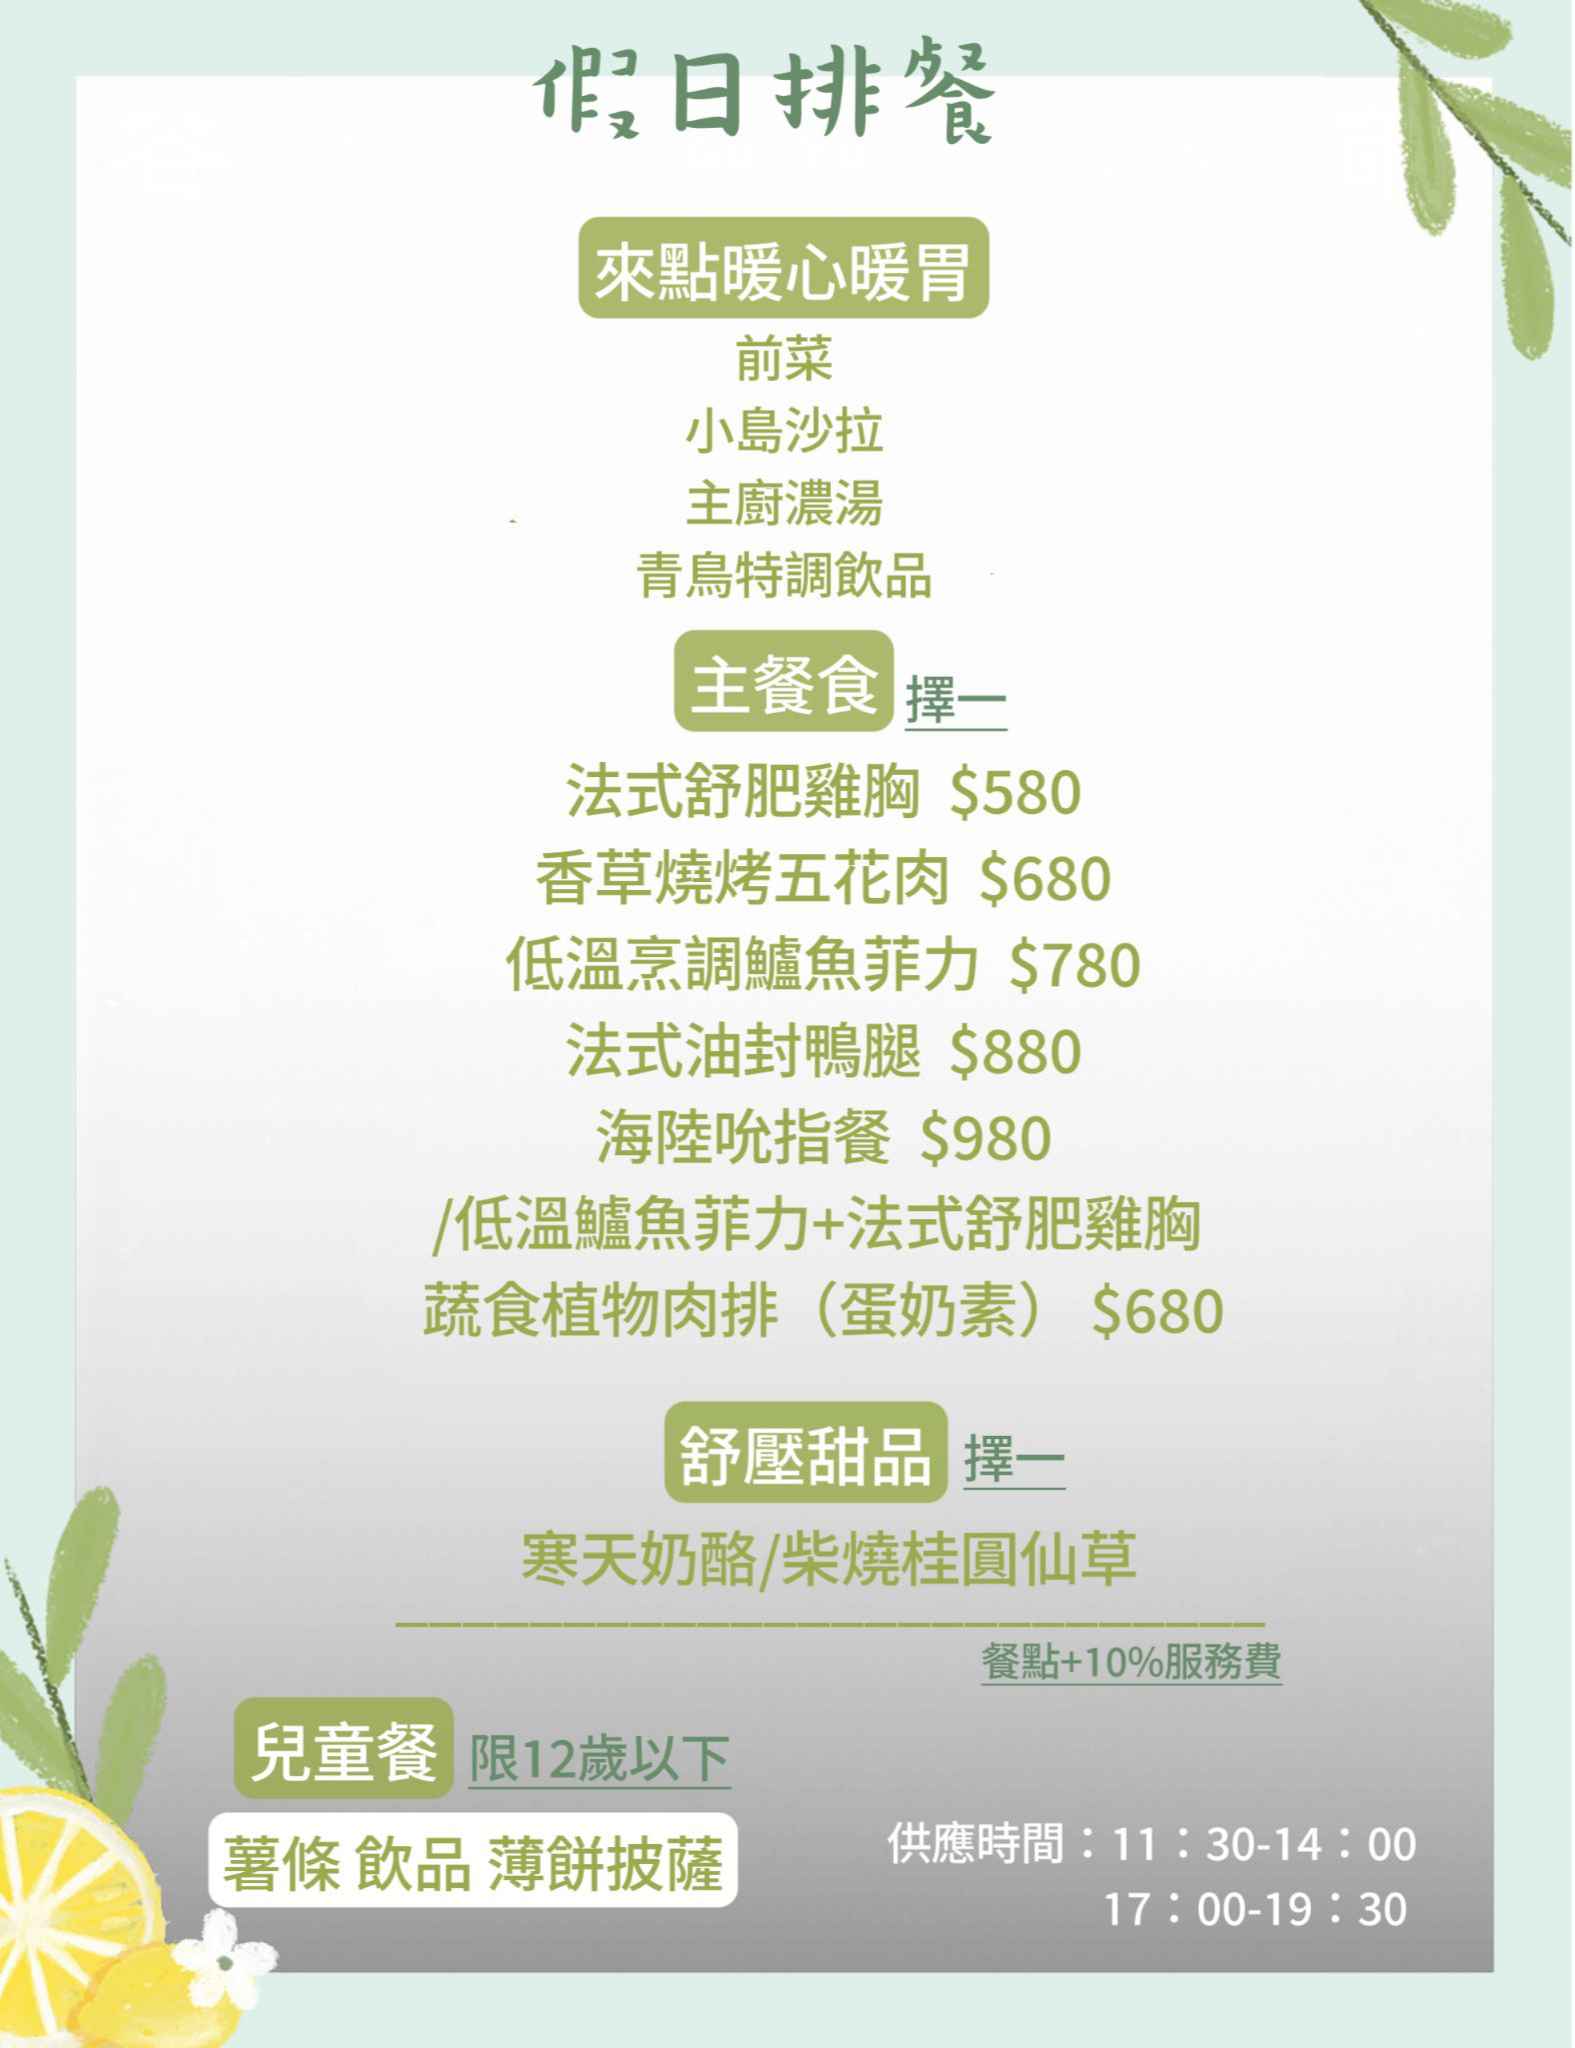 假日排餐
來點暖心暖胃
前菜
小島沙拉
主廚濃湯
青鳥特調飲品
主餐食 擇一
法式舒肥雞胸 $580
香草燒烤五花肉 $680
低溫烹調鱸魚菲力 $780
法式油封鴨腿 $880
海陸吮指餐 $980
/低溫鱸魚菲力+法式舒肥雞胸
蔬食植物肉排（蛋奶素） $680
舒壓甜品 擇一
寒天奶酪/柴燒桂圓仙草
餐點+10%服務費
兒童餐 限12歲以下
薯條 飲品 薄餅披薩
供應時間：11：30-14：00
17：00-19：30